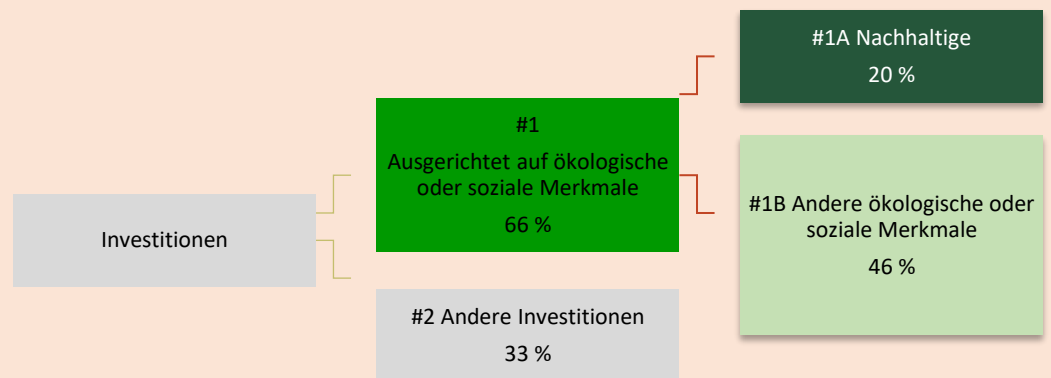 Investitionen
#1
Ausgerichtet auf ökologische
oder soziale Merkmale
66 %
#2 Andere Investitionen
33 %
#1A Nachhaltige
20 %
#1B Andere ökologische oder
soziale Merkmale
46 %